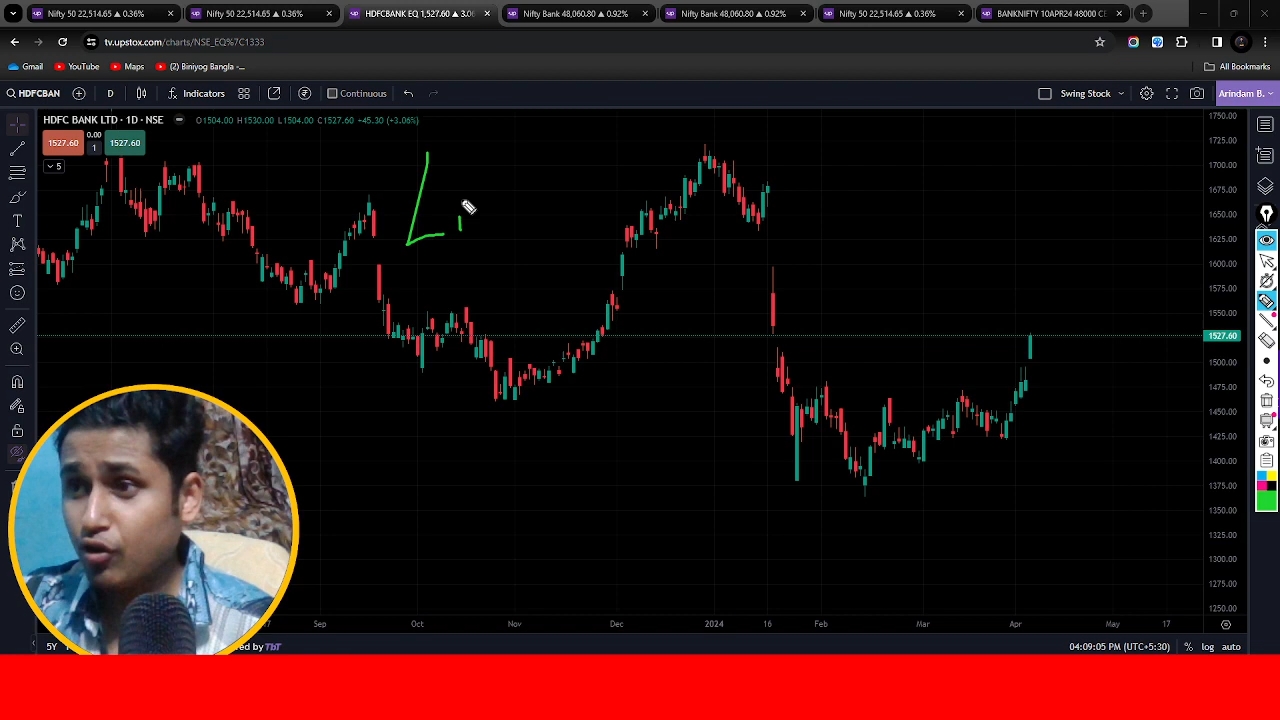 Nifty 50 22,514.65 ▲ 0.36%
Nifty 50 22,514.65 ▲ 0.36%
HDFCBANK EQ 1,527.60 ▲ 3.0
Nifty Bank 48,060.80 ▲ 0.92%
Nifty Bank 48,060.80 ▲ 0.92%
Nifty 50 22,514.65 ▲ 0.36%
BANKNIFTY 10APR24 48000 CE
tv.upstox.com/charts/NSE_EQ%7C1333
Gmail
YouTube
Maps
(2) Biniyog Bangla -...
All Bookmarks
HDFCBAN
D
Indicators
Continuous
Swing Stock
Arindam B.
HDFC BANK LTD · 1D · NSE
O1504.00 H1530.00 L1504.00 C1527.60 +45.30 (+3.06%)
1527.60
0.00
1
1527.60
5
1750.00
1725.00
1700.00
1675.00
1650.00
1625.00
1600.00
1575.00
1550.00
1527.60
1500.00
1475.00
1450.00
1425.00
1400.00
1375.00
1350.00
1325.00
1300.00
1275.00
1250.00
Sep
Oct
Nov
Dec
2024
16
Feb
Mar
Apr
May
17
5Y
by TbT
04:09:05 PM (UTC+5:30)
%
log
auto